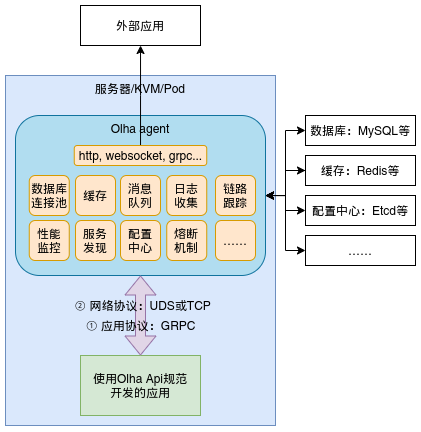 外部应用
服务器/KVM/Pod
Olha agent
http, websocket, grpc...
数据库
连接池
缓存
消息
队列
日志
收集
链路
跟踪
性能
监控
服务
发现
配置
中心
熔断
机制
……
数据库：MySQL等
缓存：Redis等
配置中心：Etcd等
……
② 网络协议：UDS或TCP
① 应用协议：GRPC
使用Olha Api规范
开发的应用